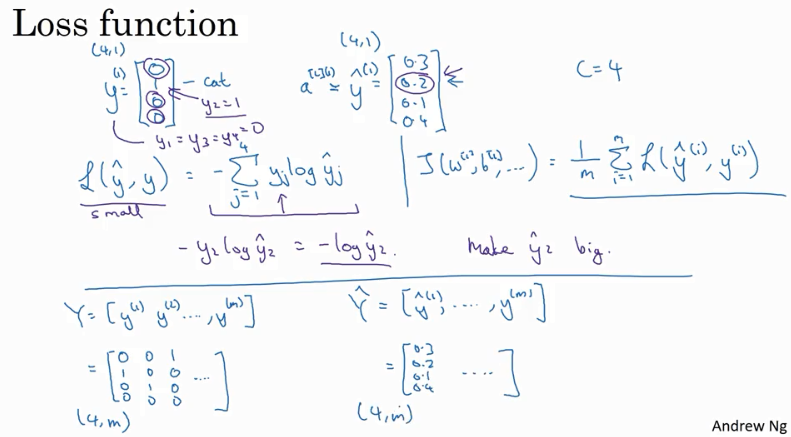 Loss function
(4,1)
y^(1) = [0 1 0 0] - cat
y₂=1
y₁=y₃=y₄=0
(4,1)
a^[L](1) = ŷ^(1) = [0.3 0.2 0.1 0.4]
C=4
L(ŷ,y) = -∑_{j=1}^{4} yⱼ log ŷⱼ
small
J(w^[1], b^[1], ...) = 1/m ∑_{i=1}^{m} L(ŷ^(i), y^(i))
-y₂ log ŷ₂ = -log ŷ₂.
Make ŷ₂ big.
Y = [y^(1) y^(2) ...., y^(m)]
Ŷ = [ŷ^(1), ...., y^(m)]
= [0 0 1
1 0 0 ....
0 1 0
0 0 0]
(4,m)
= [0.3
0.2
0.1 ....
0.4]
(4,m)
Andrew Ng